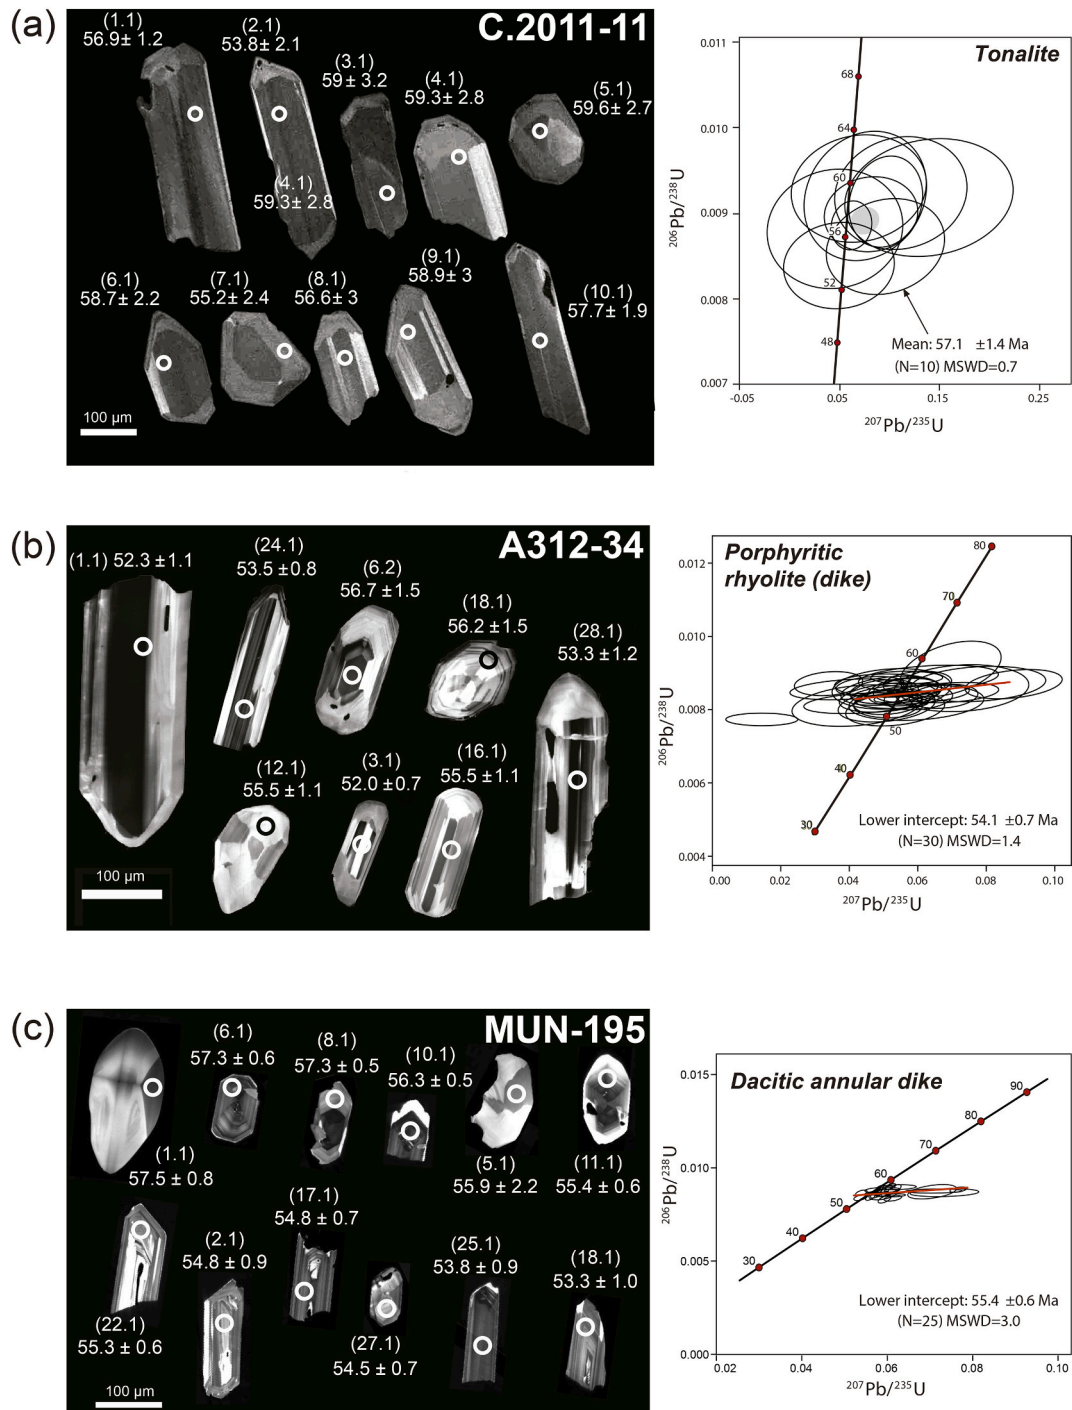 (a)
C.2011-11
(1.1)
56.9± 1.2
(2.1)
53.8± 2.1
(3.1)
59± 3.2
(4.1)
59.3± 2.8
(5.1)
59.6± 2.7
(4.1)
59.3± 2.8
(6.1)
58.7± 2.2
(7.1)
55.2± 2.4
(8.1)
56.6± 3
(9.1)
58.9± 3
(10.1)
57.7± 1.9
100 µm
Tonalite
0.011
0.010
0.009
0.008
0.007
206Pb/238U
68
64
60
56
52
48
Mean: 57.1 ±1.4 Ma
(N=10) MSWD=0.7
-0.05
0.05
0.15
0.25
207Pb/235U
(b)
A312-34
(1.1) 52.3 ±1.1
(24.1)
53.5 ±0.8
(6.2)
56.7±1.5
(18.1)
56.2 ±1.5
(28.1)
53.3 ±1.2
(12.1)
55.5 ±1.1
(3.1)
52.0 ±0.7
(16.1)
55.5 ±1.1
100 µm
Porphyritic
rhyolite (dike)
0.012
0.010
0.008
0.006
0.004
206Pb/238U
80
70
60
50
40
30
Lower intercept: 54.1 ±0.7 Ma
(N=30) MSWD=1.4
0.00
0.02
0.04
0.06
0.08
0.10
207Pb/235U
(c)
MUN-195
(6.1)
57.3 ± 0.6
(8.1)
57.3 ± 0.5
(10.1)
56.3 ± 0.5
(1.1)
57.5 ± 0.8
(5.1)
55.9 ± 2.2
(11.1)
55.4 ± 0.6
(2.1)
54.8 ± 0.9
(17.1)
54.8 ± 0.7
(25.1)
53.8 ± 0.9
(18.1)
53.3 ± 1.0
(22.1)
55.3 ± 0.6
(27.1)
54.5 ± 0.7
100 µm
Dacitic annular dike
0.015
0.010
0.005
0.000
206Pb/238U
90
80
70
60
50
40
30
Lower intercept: 55.4 ±0.6 Ma
(N=25) MSWD=3.0
0.02
0.04
0.06
0.08
0.10
207Pb/235U